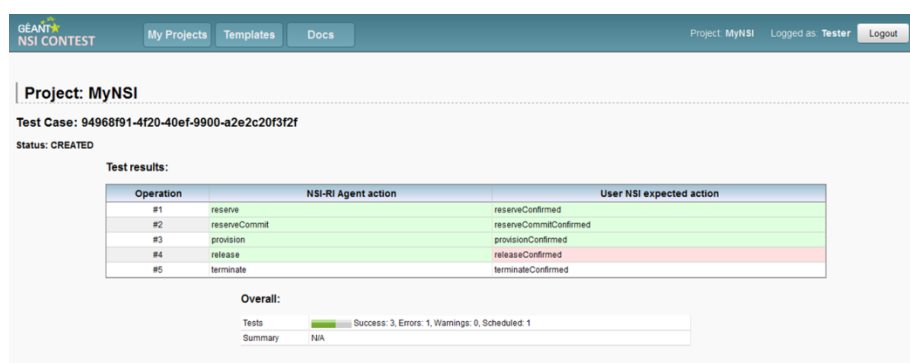 GÉANT
NSI CONTEST
My Projects Templates Docs Project: MyNSI Logged as: Tester Logout
Project: MyNSI
Test Case: 94968f91-4f20-40ef-9900-a2e2c20f3f2f
Status: CREATED
Test results:
Operation NSI-RI Agent action User NSI expected action
#1 reserve reserveConfirmed
#2 reserveCommit reserveCommitConfirmed
#3 provision provisionConfirmed
#4 release releaseConfirmed
#5 terminate terminateConfirmed
Overall:
Tests Success: 3, Errors: 1, Warnings: 0, Scheduled: 1
Summary N/A